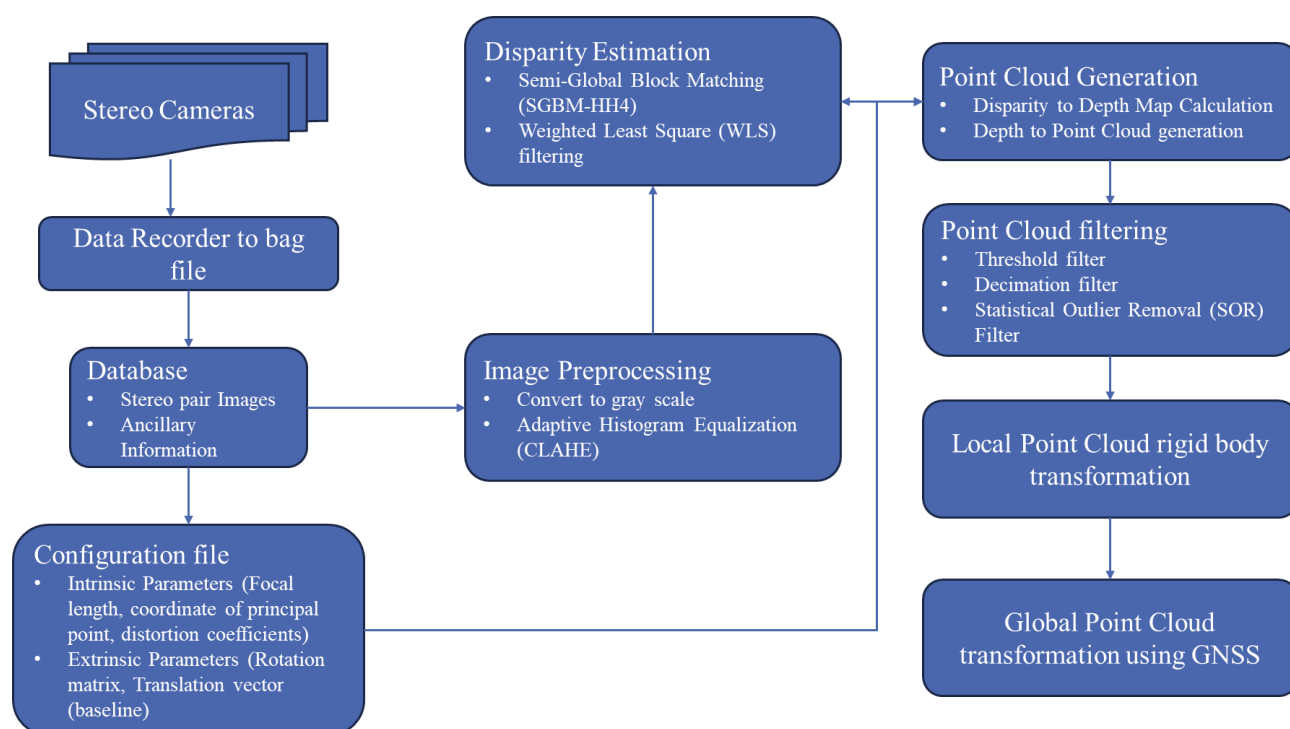 Stereo Cameras
Data Recorder to bag
file
Database
• Stereo pair Images
• Ancillary
Information
Configuration file
• Intrinsic Parameters (Focal
length, coordinate of principal
point, distortion coefficients)
• Extrinsic Parameters (Rotation
matrix, Translation vector
(baseline)
Image Preprocessing
• Convert to gray scale
• Adaptive Histogram Equalization
(CLAHE)
Disparity Estimation
• Semi-Global Block Matching
(SGBM-HH4)
• Weighted Least Square (WLS)
filtering
Point Cloud Generation
• Disparity to Depth Map Calculation
• Depth to Point Cloud generation
Point Cloud filtering
• Threshold filter
• Decimation filter
• Statistical Outlier Removal (SOR)
Filter
Local Point Cloud rigid body
transformation
Global Point Cloud
transformation using GNSS